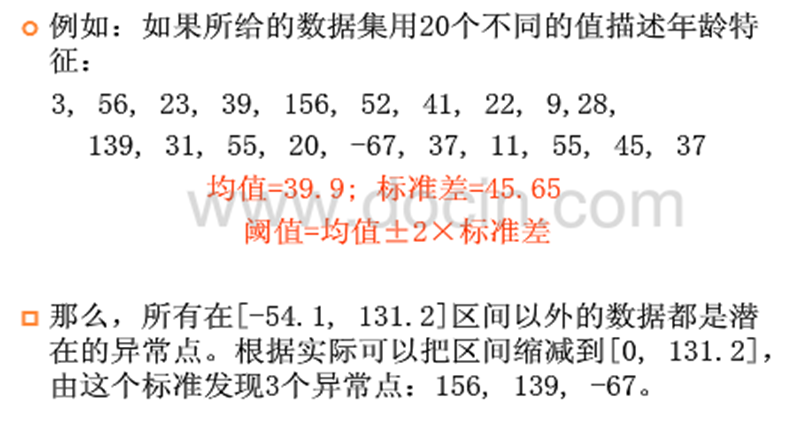 例如：如果所给的数据集用20个不同的值描述年龄特
征：
3, 56, 23, 39, 156, 52, 41, 22, 9,28,
139, 31, 55, 20, -67, 37, 11, 55, 45, 37
均值=39.9; 标准差=45.65
www.docin.com
阈值=均值±2×标准差
那么，所有在[-54.1, 131.2]区间以外的数据都是潜
在的异常点。根据实际可以把区间缩减到[0, 131.2]，
由这个标准发现3个异常点：156, 139, -67。